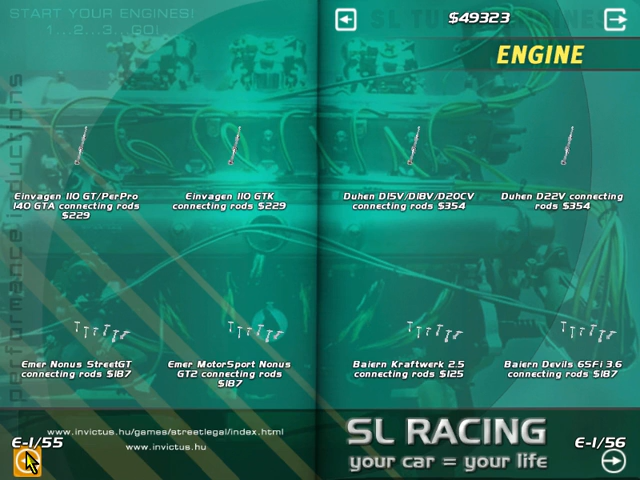 START YOUR ENGINES!
1...2...3...GO!
$49323
SL TU
ENGINE
performance
Einvagen 110 GT/PerPro
140 GTA connecting rods
$229
Einvagen 110 GTK
connecting rods $229
Duhen D15V/D18V/D20CV
connecting rods $354
Duhen D22V connecting
rods $354
Emer Nonus StreetGT
connecting rods $187
Emer MotorSport Nonus
GT2 connecting rods
$187
Baiern Kraftwerk 2.5
connecting rods $125
Baiern Devils 6SFi 3.6
connecting rods $187
www.invictus.hu/games/streetlegal/index.html
www.invictus.hu
E-1/55
SL RACING
your car = your life
E-1/56